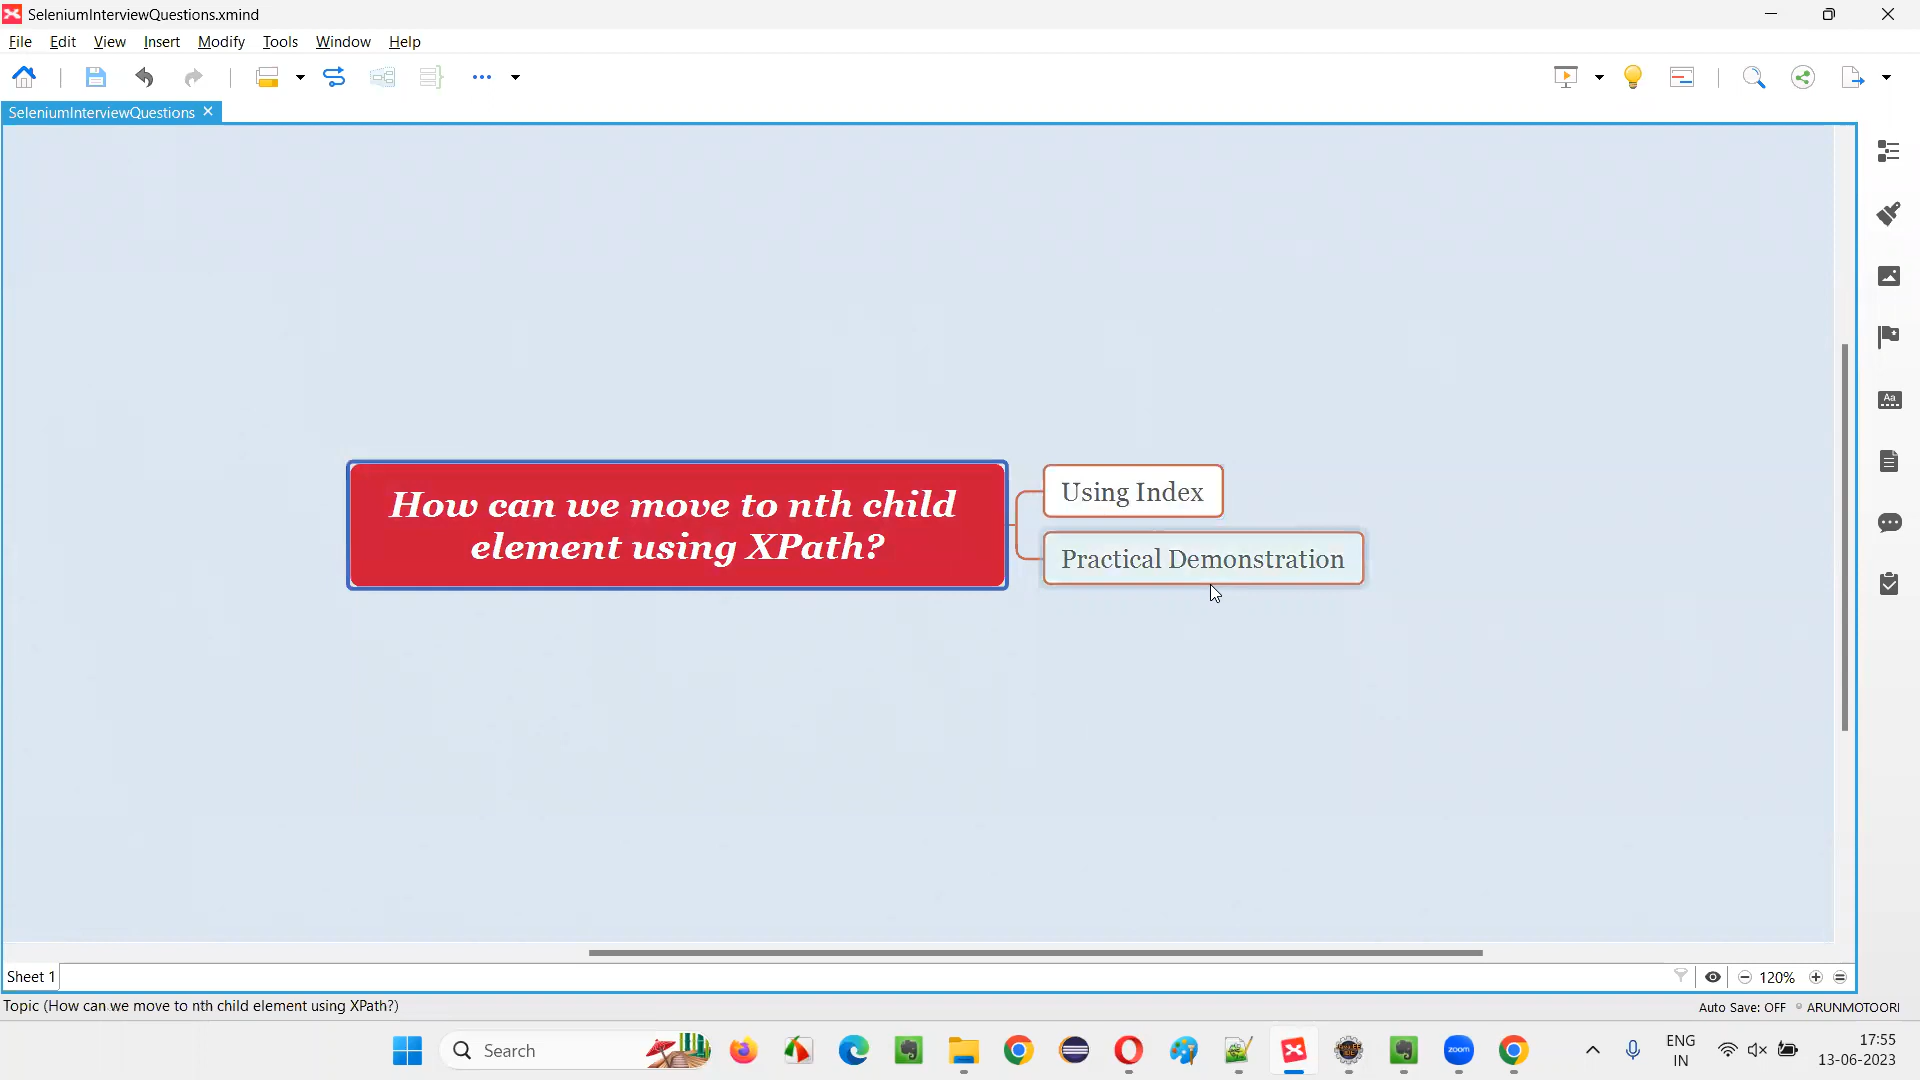 SeleniumInterviewQuestions.xmind
File Edit View Insert Modify Tools Window Help
SeleniumInterviewQuestions
Aa
How can we move to nth child
element using XPath?
Using Index
Practical Demonstration
Sheet 1
120%
Topic (How can we move to nth child element using XPath?)
Auto Save: OFF ARUNMOTOORI
Search
zoom
ENG
IN
17:55
13-06-2023